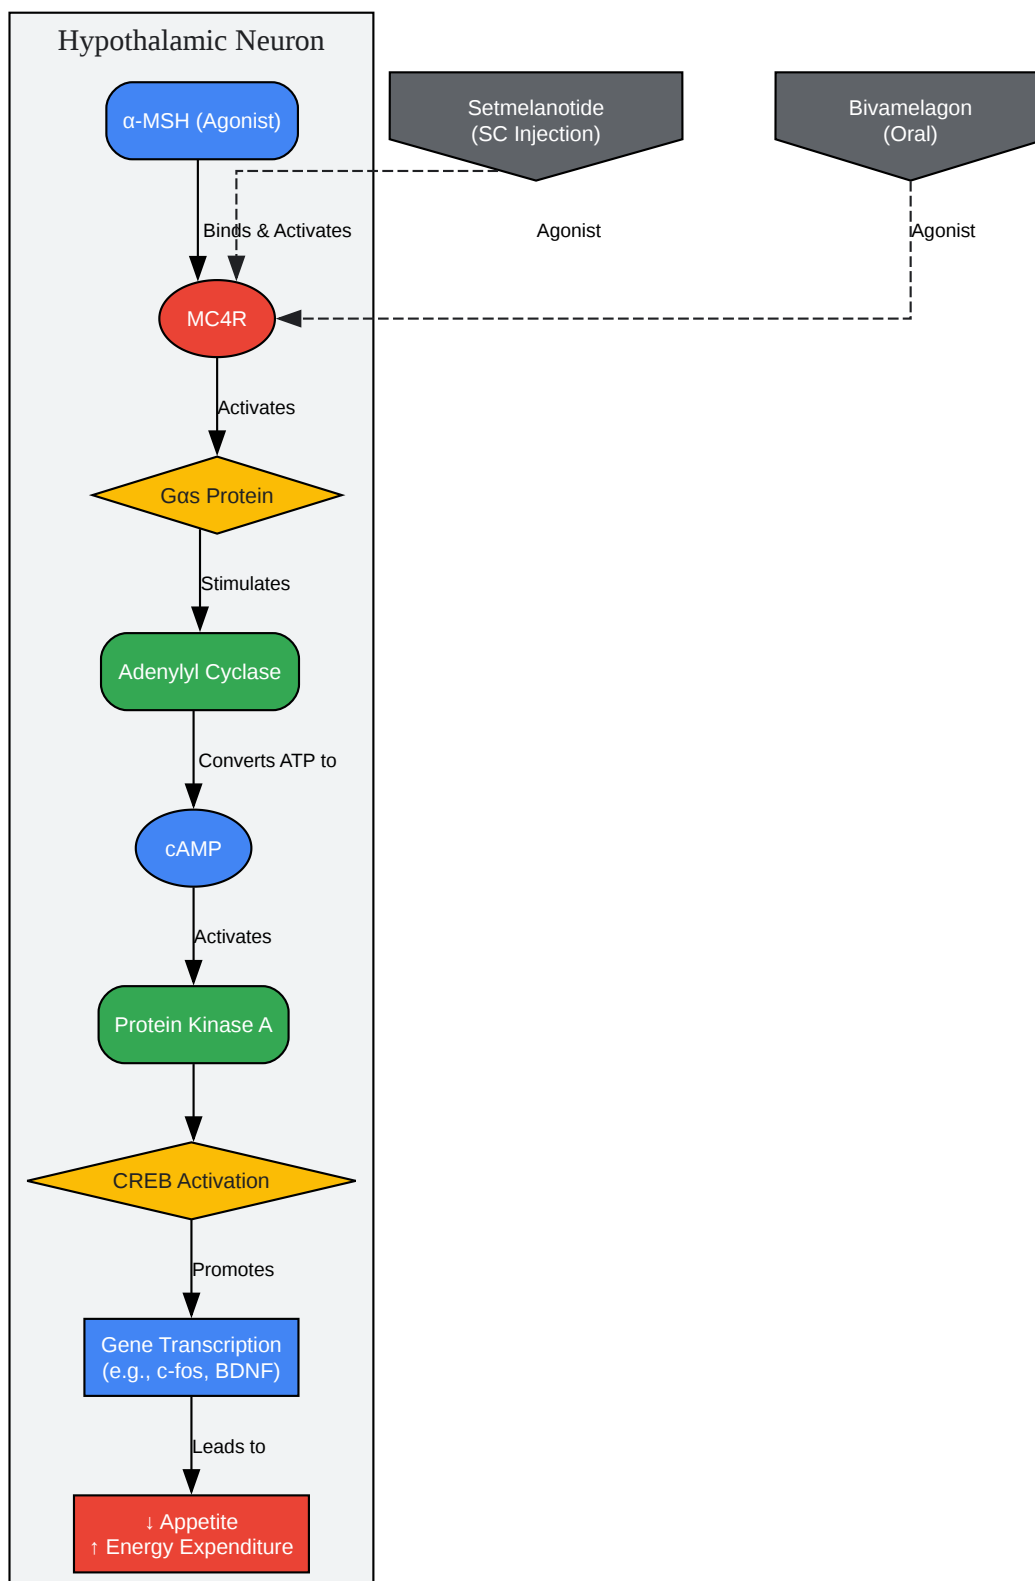 Hypothalamic Neuron
α-MSH (Agonist)
Setmelanotide
(SC Injection)
Bivamelagon
(Oral)
Binds & Activates
Agonist
Agonist
MC4R
Activates
Gαs Protein
Stimulates
Adenylyl Cyclase
Converts ATP to
cAMP
Activates
Protein Kinase A
CREB Activation
Promotes
Gene Transcription
(e.g., c-fos, BDNF)
Leads to
↓ Appetite
↑ Energy Expenditure